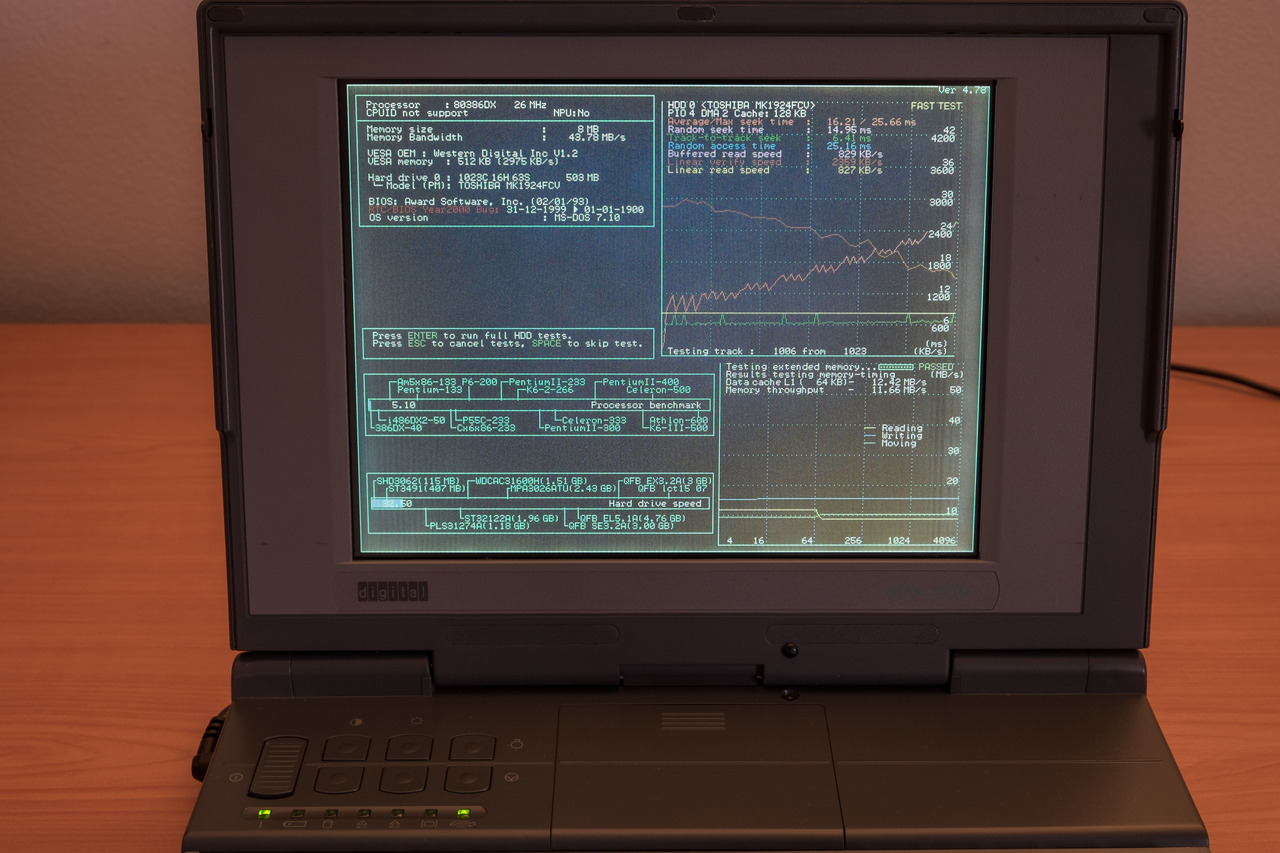 Ver 4.78
Processor : 80386DX 26 MHz
CPUID not support NPU:No
Memory size : 8 MB
Memory Bandwidth : 43.78 MB/s
VESA OEM : Western Digital Inc V1.2
VESA memory : 512 KB (2975 KB/s)
Hard drive 0 : 1023C 16H 63S 503 MB
Model (PM): TOSHIBA MK1924FCV
BIOS: Award Software, Inc. (02/01/93)
RTC/BIOS Year2000 Bug: 31-12-1999 01-01-1900
OS version : MS-DOS 7.10
HDD 0 <TOSHIBA MK1924FCV> FAST TEST
PIO 4 DMA 2 Cache: 128 KB
Average/Max seek time : 16.21 / 25.66 ms
Random seek time : 14.95 ms
Track-to-track seek : 6.41 ms
Random access time : 25.16 ms
Buffered read speed : 829 KB/s
Linear verify speed : 2359 KB/s
Linear read speed : 827 KB/s
42
4200
36
3600
30
3000
24
2400
18
1800
12
1200
6
600
(ms)
Testing track : 1006 from 1023 (KB/s)
Press ENTER to run full HDD tests.
Press ESC to cancel tests, SPACE to skip test.
Am5x86-133 P6-200 PentiumII-233 PentiumII-400
Pentium-133 K6-2-266 Celeron-500
5.10 Processor benchmark
i486DX2-50 P55C-233 Celeron-333 Athlon-600
386DX-40 Cx6x86-233 PentiumII-300 K6-III-500
SHD3062(115 MB) WDCAC31600H(1.51 GB) QFB EX3.2A(3 GB)
ST3491(407 MB) MPA3026ATU(2.43 GB) QFB lct15 07
32.50 Hard drive speed
ST32122A(1.96 GB) QFB EL5.1A(4.76 GB)
PLS31274A(1.18 GB) QFB SE3.2A(3.00 GB)
Testing extended memory... PASSED
Results testing memory-timing (MB/s)
Data cache L1 ( 64 KB)- 12.42 MB/s
Memory throughput - 11.66 MB/s
50
40
Reading
Writing
Moving
30
20
10
4 16 64 256 1024 4096
digital